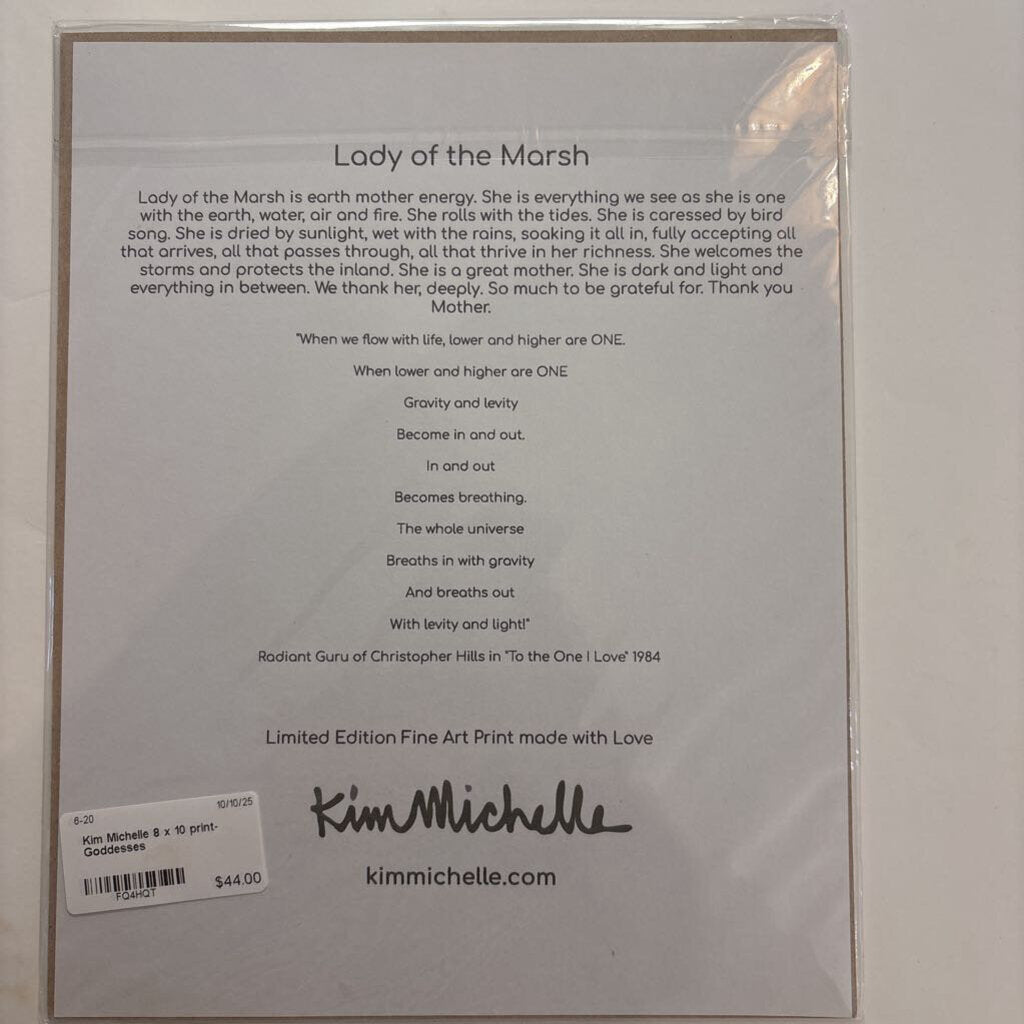 Lady of the Marsh
Lady of the Marsh is earth mother energy. She is everything we see as she is one
with the earth, water, air and fire. She rolls with the tides. She is caressed by bird
song. She is dried by sunlight, wet with the rains, soaking it all in, fully accepting all
that arrives, all that passes through, all that thrive in her richness. She welcomes the
storms and protects the inland. She is a great mother. She is dark and light and
everything in between. We thank her, deeply. So much to be grateful for. Thank you
Mother.
"When we flow with life, lower and higher are ONE.
When lower and higher are ONE
Gravity and levity
Become in and out.
In and out
Becomes breathing.
The whole universe
Breaths in with gravity
And breaths out
With levity and light!"
Radiant Guru of Christopher Hills in "To the One I Love" 1984
Limited Edition Fine Art Print made with Love
Kim Michelle
kimmichelle.com
6-20 10/10/25
Kim Michelle 8 x 10 print-
Goddesses
$44.00
FQ4HQT